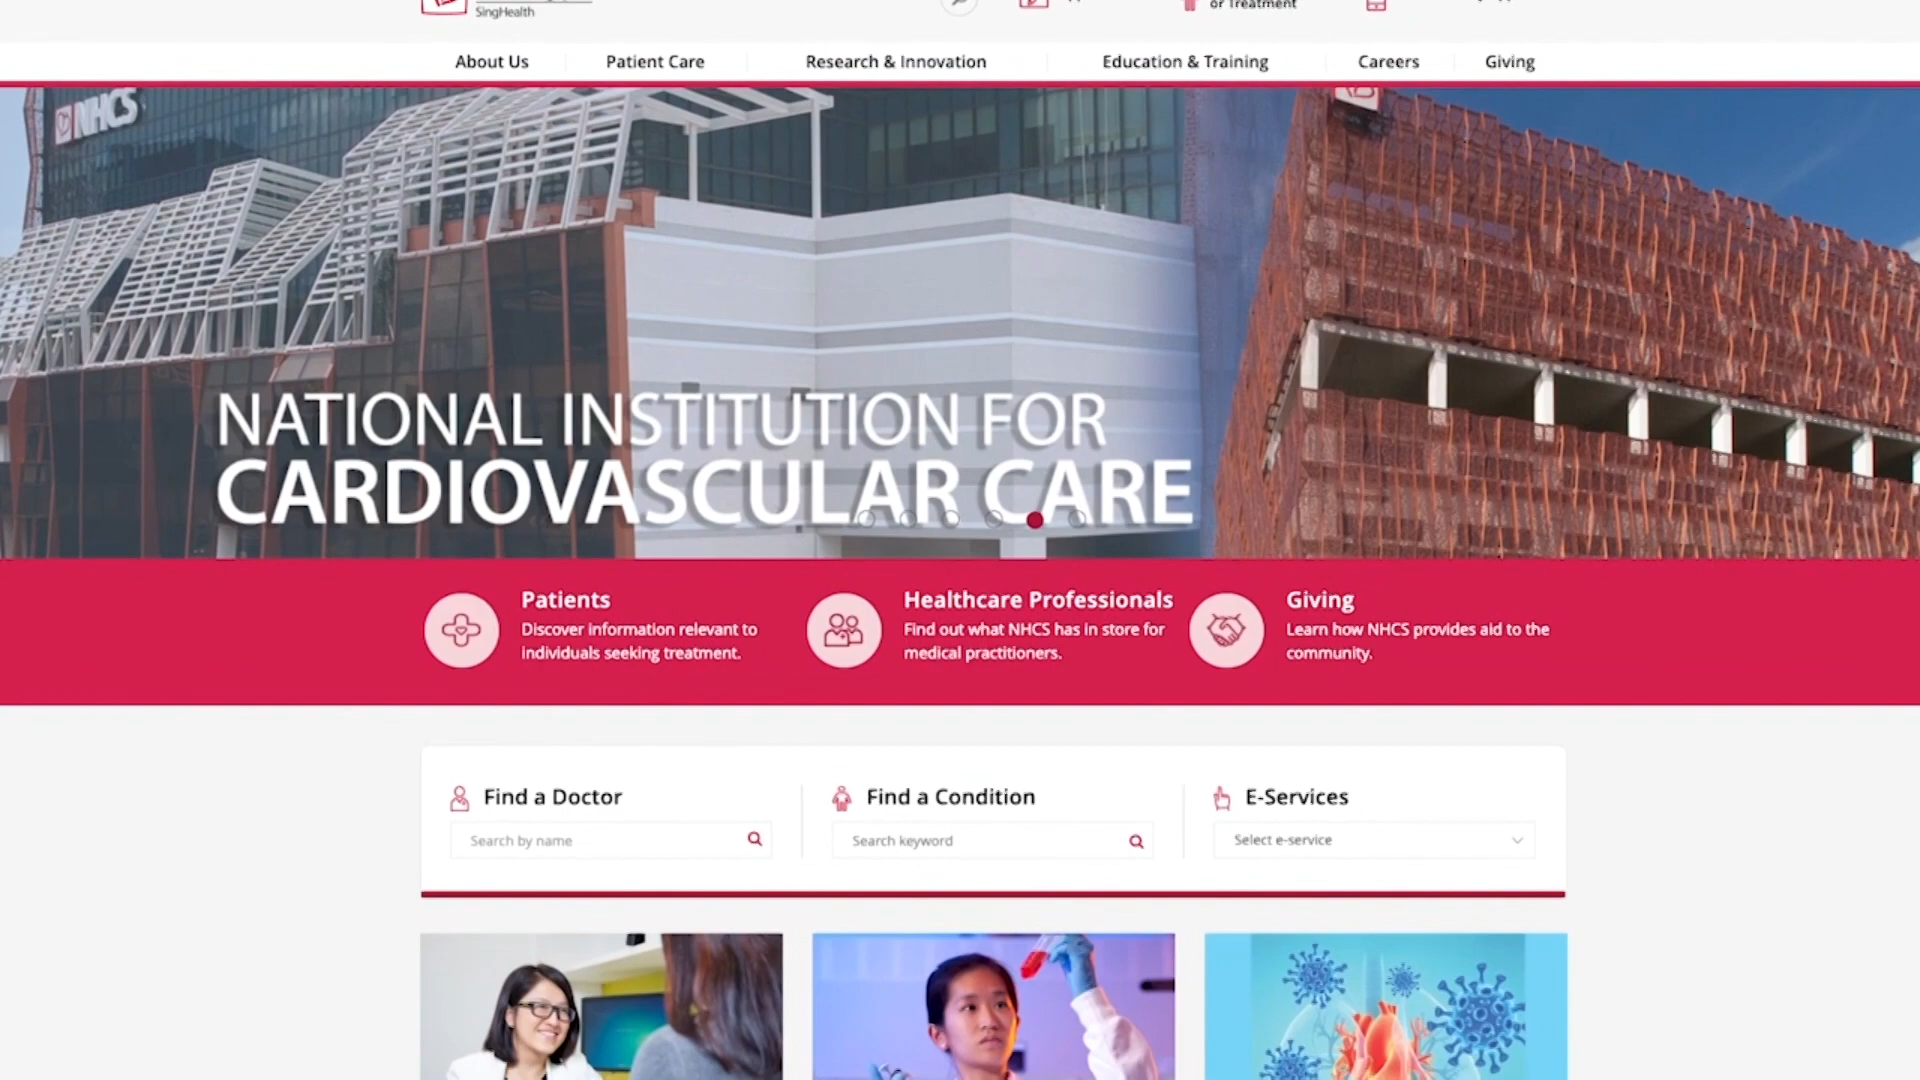 SingHealth
or Treatment
About Us
Patient Care
Research & Innovation
Education & Training
Careers
Giving
NHCS
NATIONAL INSTITUTION FOR
CARDIOVASCULAR CARE
Patients
Discover information relevant to
individuals seeking treatment.
Healthcare Professionals
Find out what NHCS has in store for
medical practitioners.
Giving
Learn how NHCS provides aid to the
community.
Find a Doctor
Search by name
Find a Condition
Search keyword
E-Services
Select e-service